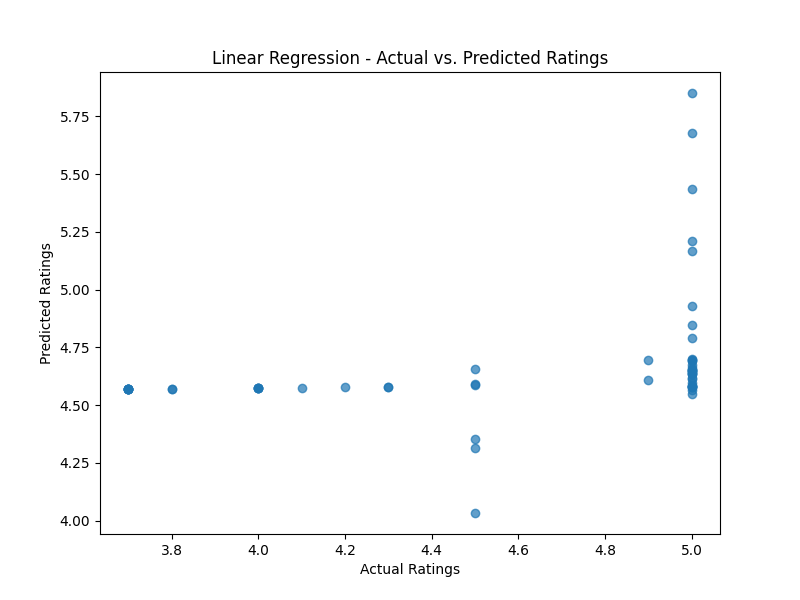 Linear Regression - Actual vs. Predicted Ratings
5.75
5.50
5.25
5.00
4.75
4.50
4.25
4.00
Predicted Ratings
3.8 4.0 4.2 4.4 4.6 4.8 5.0
Actual Ratings